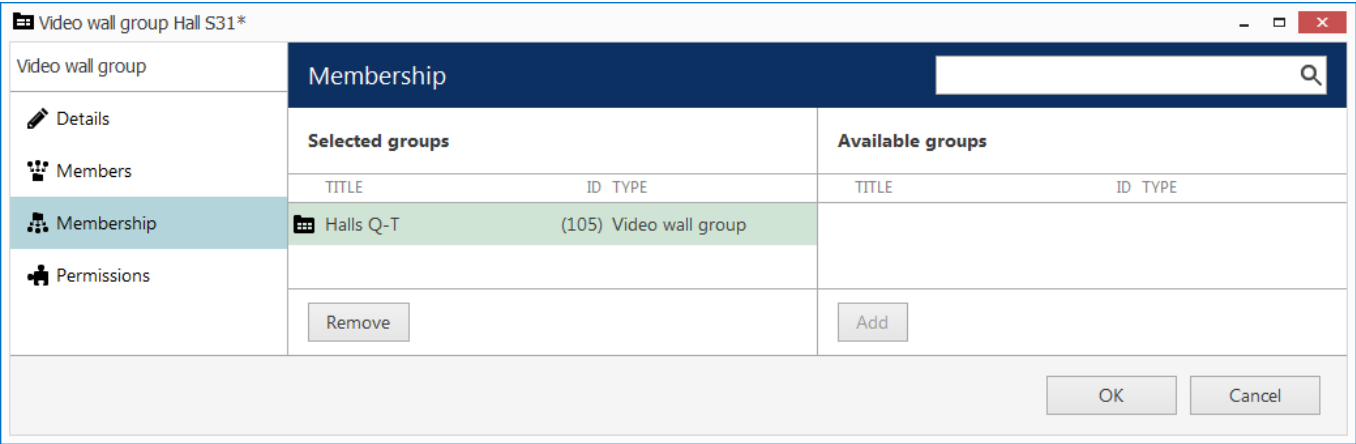 Video wall group Hall S31*
Video wall group
Details
Members
Membership
Permissions
Membership
Selected groups
TITLE ID TYPE
Halls Q-T (105) Video wall group
Remove
Available groups
TITLE ID TYPE
Add
OK Cancel